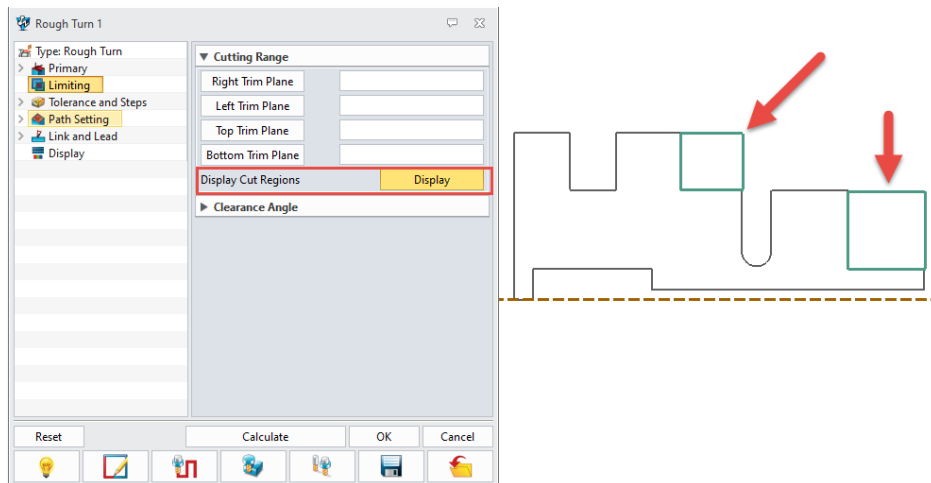 Rough Turn 1
Type: Rough Turn
Primary
Limiting
Tolerance and Steps
Path Setting
Link and Lead
Display
Cutting Range
Right Trim Plane
Left Trim Plane
Top Trim Plane
Bottom Trim Plane
Display Cut Regions Display
Clearance Angle
Reset Calculate OK Cancel